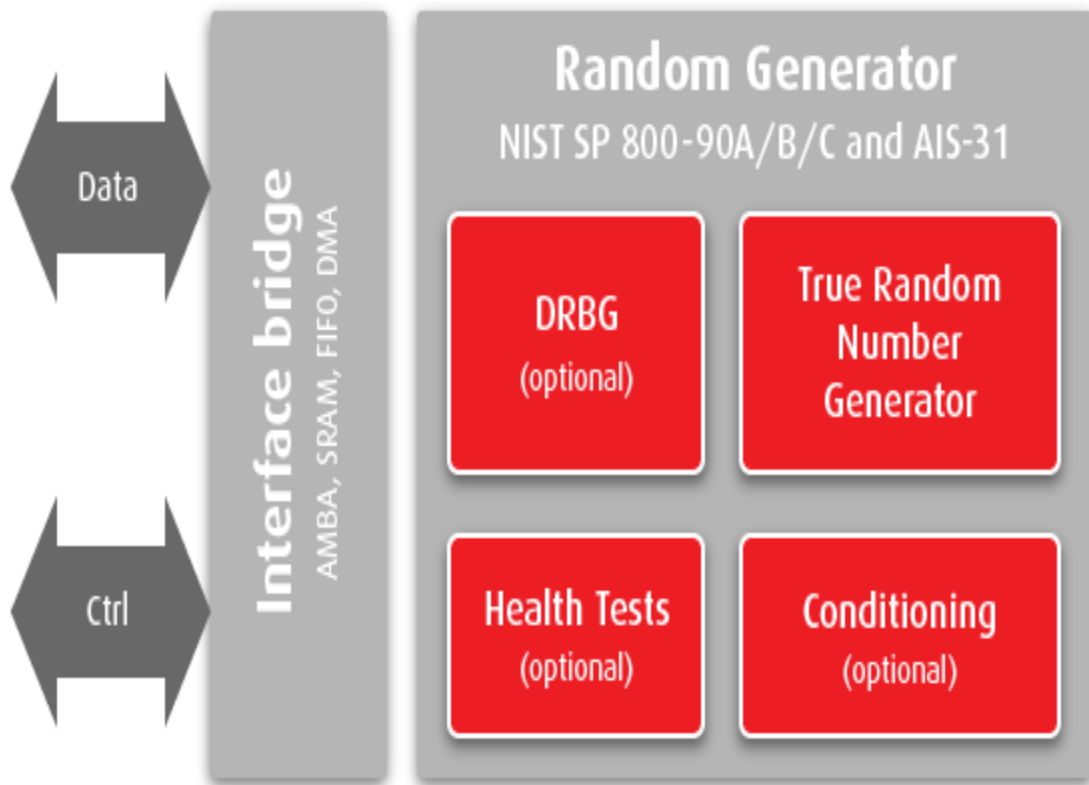 Data
Ctrl
Interface bridge
AMBA, SRAM, FIFO, DMA
Random Generator
NIST SP 800-90A/B/C and AIS-31
DRBG
(optional)
True Random
Number
Generator
Health Tests
(optional)
Conditioning
(optional)